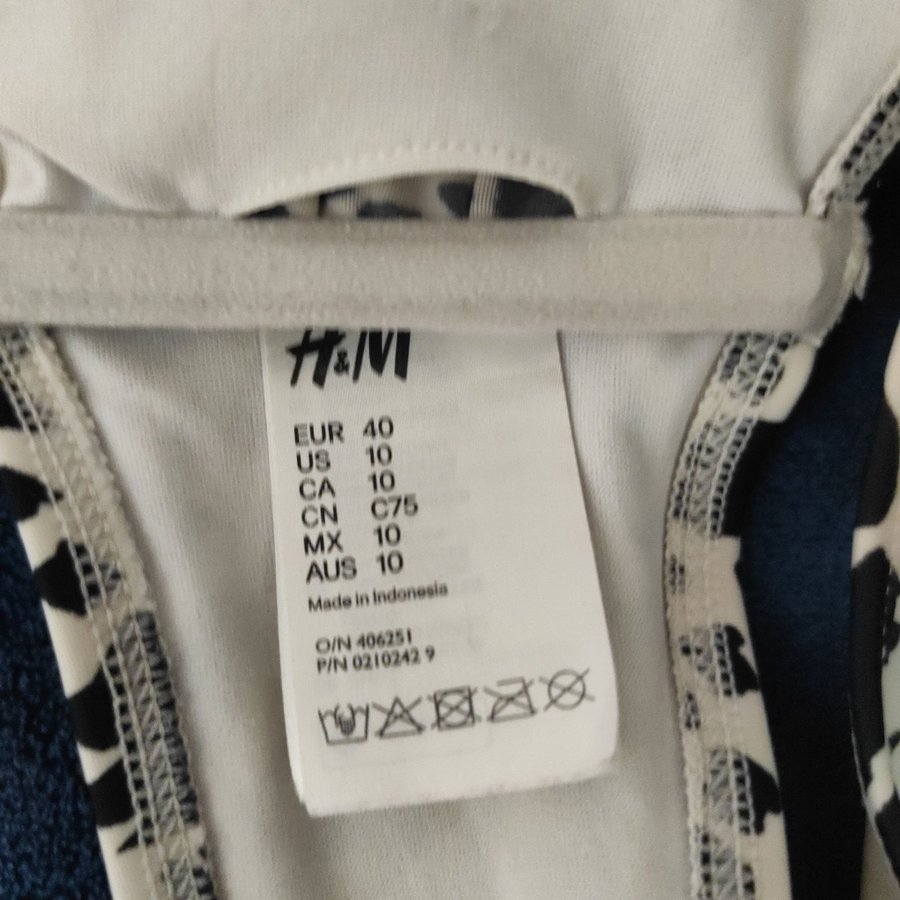 H&M
EUR 40
US 10
CA 10
CN C75
MX 10
AUS 10
Made in Indonesia
O/N 406251
P/N 0210242 9